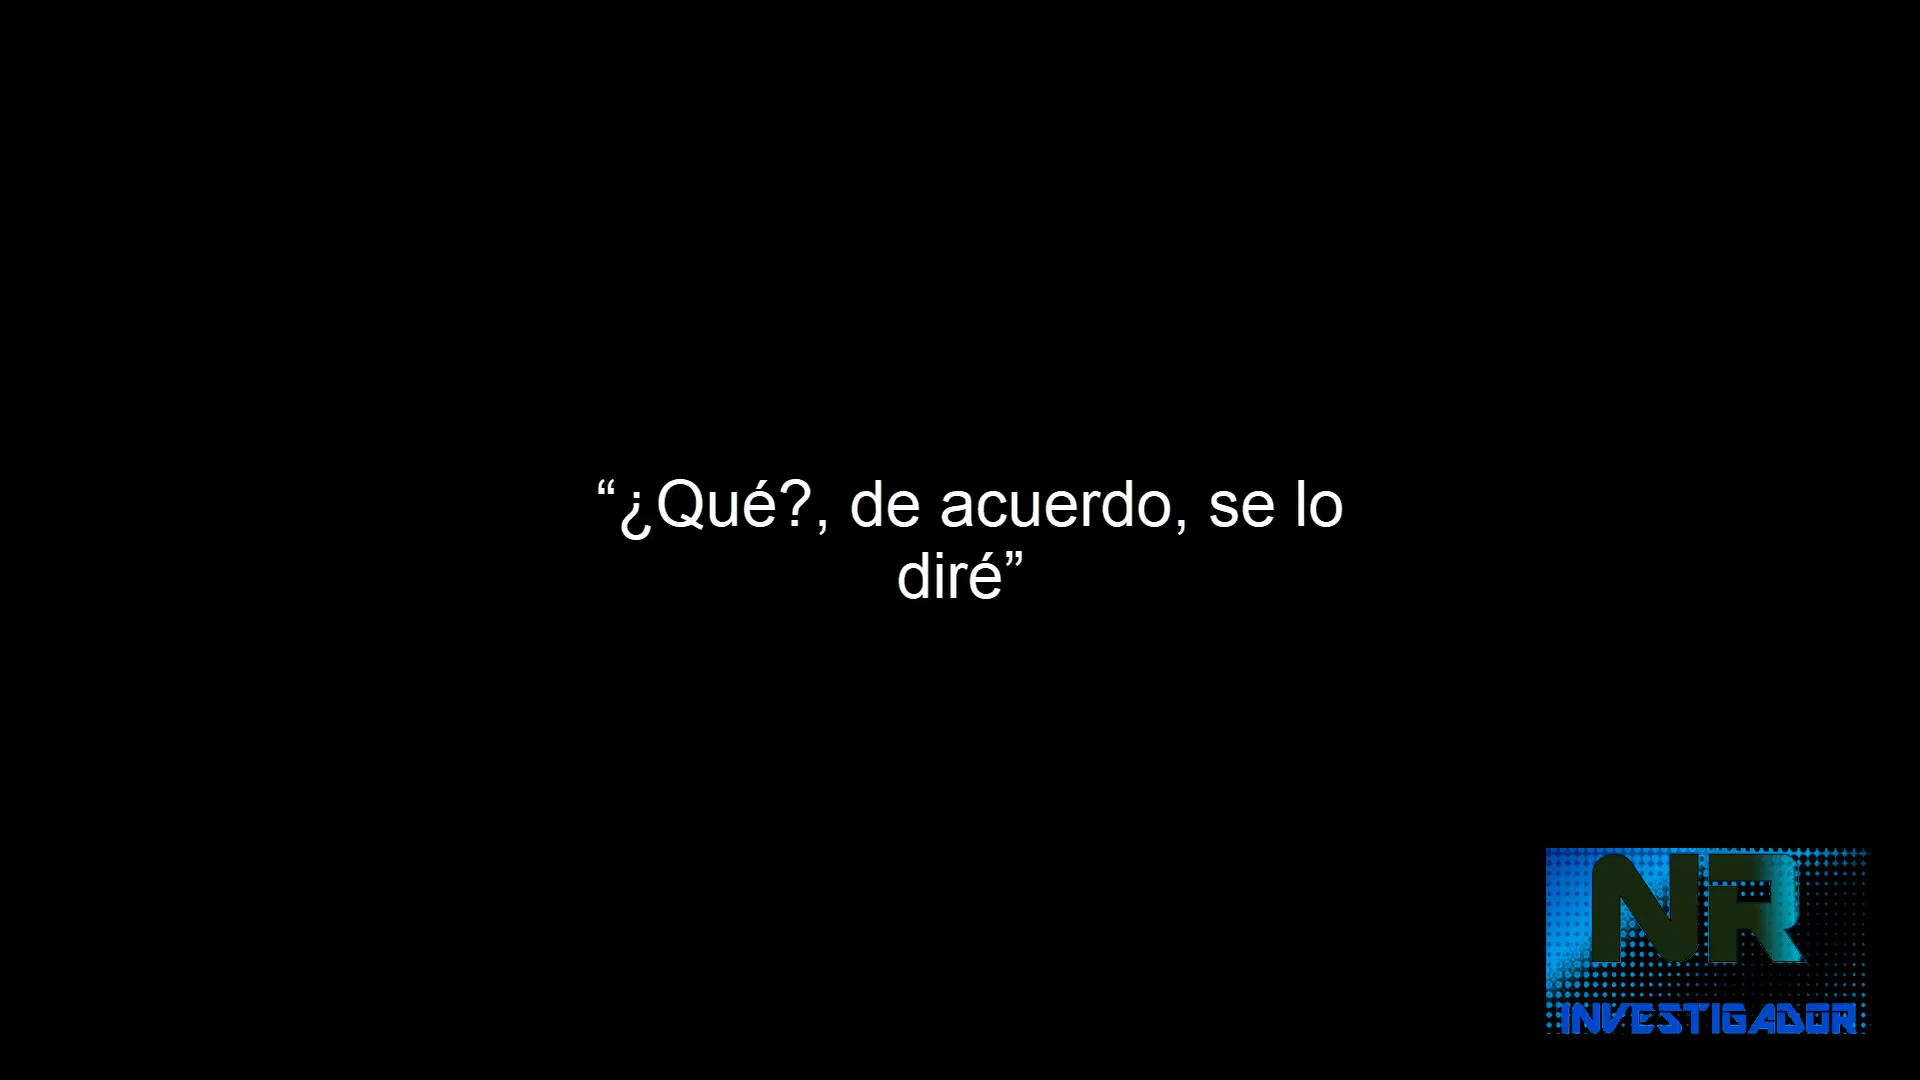 “¿Qué?, de acuerdo, se lo
diré”
NR
INVESTIGADOR